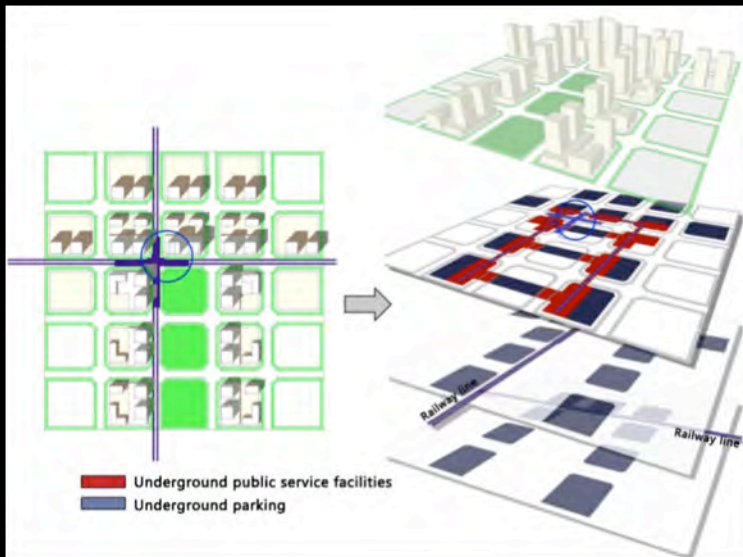 Railway line
Railway line
Underground public service facilities
Underground parking